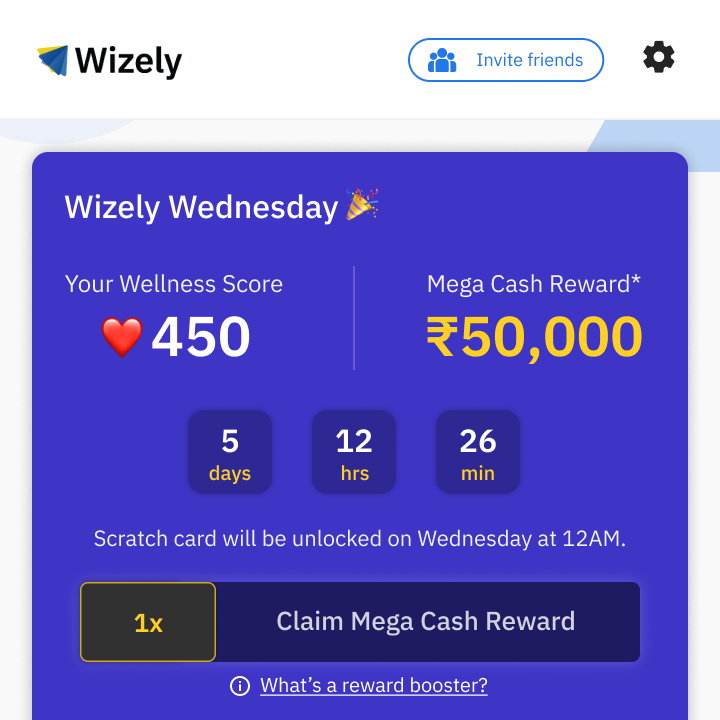 Wizely
Invite friends
Wizely Wednesday 🎉
Your Wellness Score
❤️ 450
Mega Cash Reward*
₹50,000
5
days
12
hrs
26
min
Scratch card will be unlocked on Wednesday at 12AM.
1x
Claim Mega Cash Reward
What’s a reward booster?